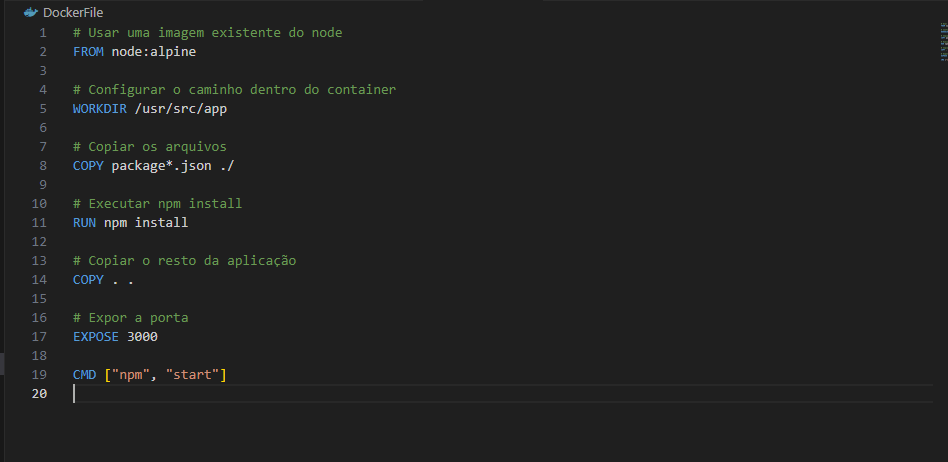 DockerFile
1 # Usar uma imagem existente do node
2 FROM node:alpine
3
4 # Configurar o caminho dentro do container
5 WORKDIR /usr/src/app
6
7 # Copiar os arquivos
8 COPY package*.json ./
9
10 # Executar npm install
11 RUN npm install
12
13 # Copiar o resto da aplicação
14 COPY . .
15
16 # Expor a porta
17 EXPOSE 3000
18
19 CMD ["npm", "start"]
20